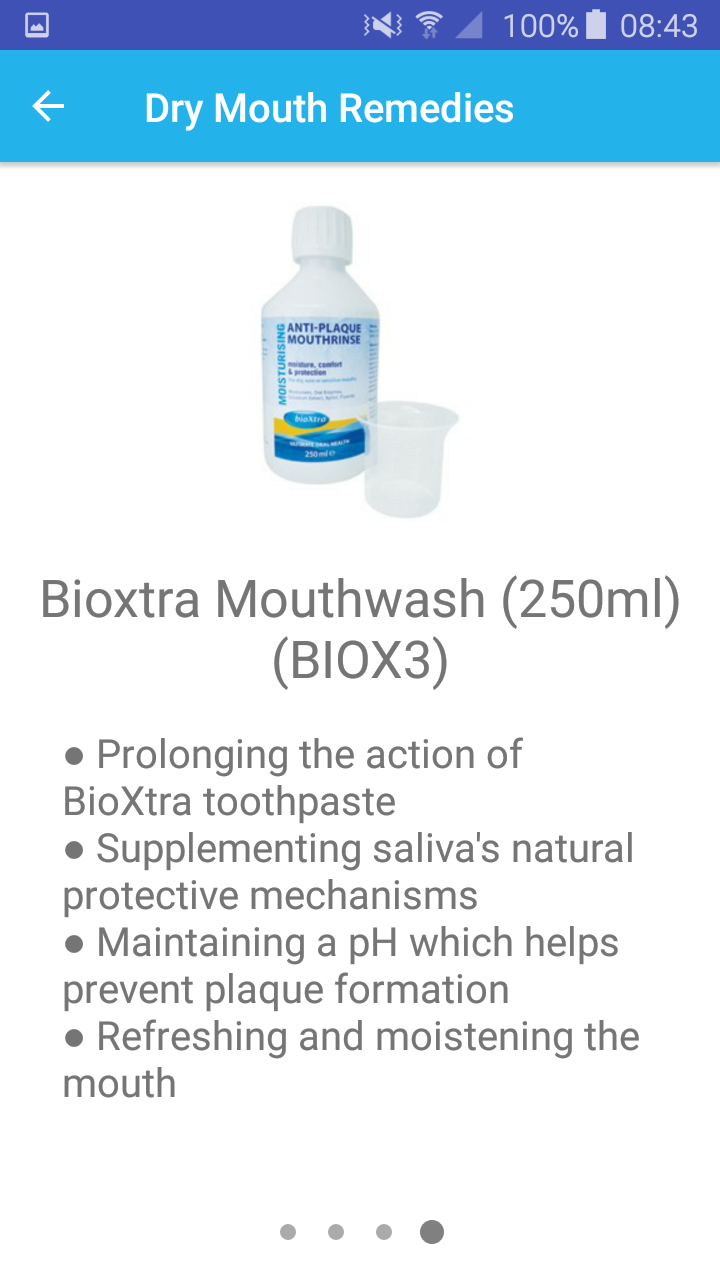 100% 08:43
Dry Mouth Remedies
MOISTURISING
ANTI-PLAQUE
MOUTHRINSE
moisture, comfort
& protection
bioXtra
ULTIMATE ORAL HEALTH
250 ml e
Bioxtra Mouthwash (250ml)
(BIOX3)
● Prolonging the action of
BioXtra toothpaste
● Supplementing saliva's natural
protective mechanisms
● Maintaining a pH which helps
prevent plaque formation
● Refreshing and moistening the
mouth